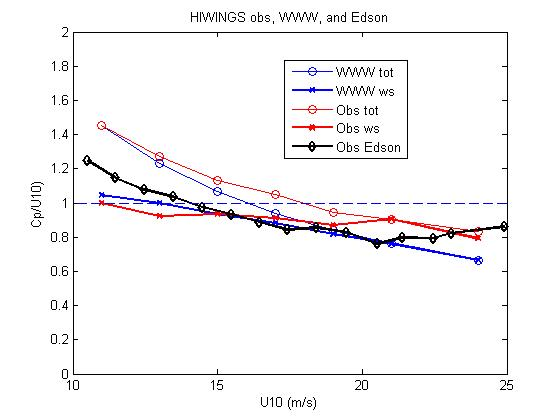 HIWINGS obs, WWW, and Edson
2
1.8
1.6
1.4
1.2
1
0.8
0.6
0.4
0.2
0
Cp/U10)
WWW tot
WWW ws
Obs tot
Obs ws
Obs Edson
10
15
20
25
U10 (m/s)